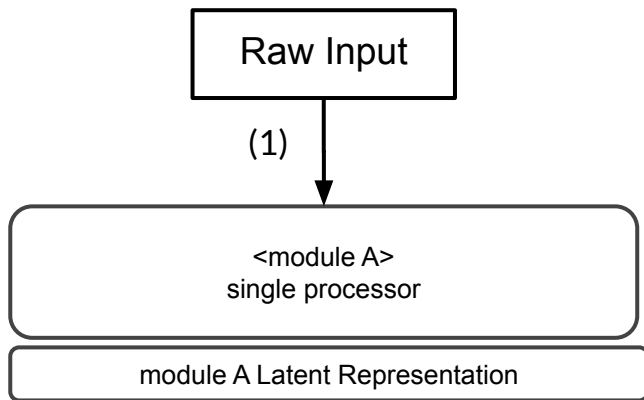 Raw Input
(1)
<module A>
single processor
module A Latent Representation